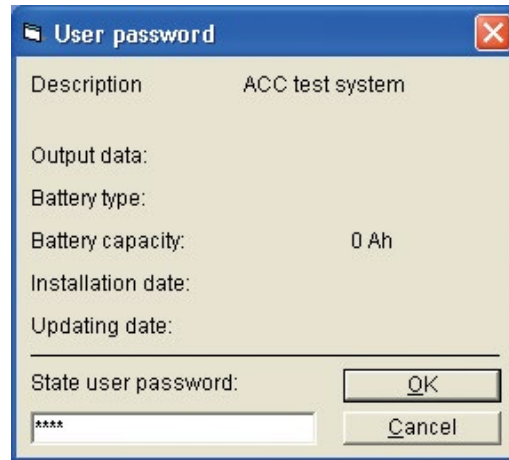 User password
Description ACC test system
Output data:
Battery type:
Battery capacity: 0 Ah
Installation date:
Updating date:
State user password: OK
**** Cancel